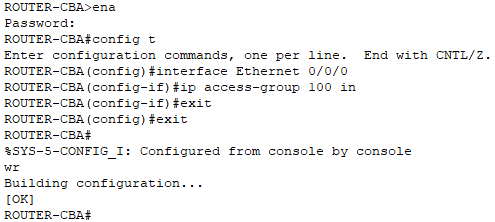 ROUTER-CBA>ena
Password:
ROUTER-CBA#config t
Enter configuration commands, one per line.  End with CNTL/Z.
ROUTER-CBA(config)#interface Ethernet 0/0/0
ROUTER-CBA(config-if)#ip access-group 100 in
ROUTER-CBA(config-if)#exit
ROUTER-CBA(config)#exit
ROUTER-CBA#
%SYS-5-CONFIG_I: Configured from console by console
wr
Building configuration...
[OK]
ROUTER-CBA#